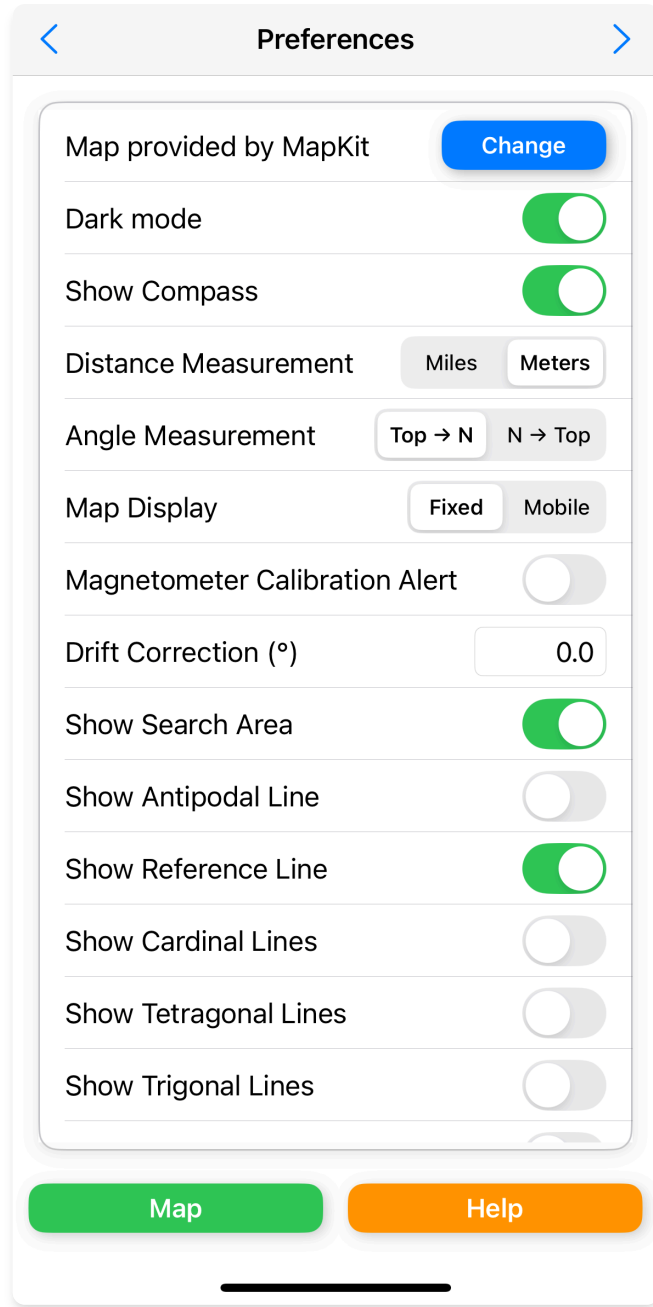 Preferences
Map provided by MapKit Change
Dark mode
Show Compass
Distance Measurement Miles Meters
Angle Measurement Top → N N → Top
Map Display Fixed Mobile
Magnetometer Calibration Alert
Drift Correction (°) 0.0
Show Search Area
Show Antipodal Line
Show Reference Line
Show Cardinal Lines
Show Tetragonal Lines
Show Trigonal Lines
Map Help